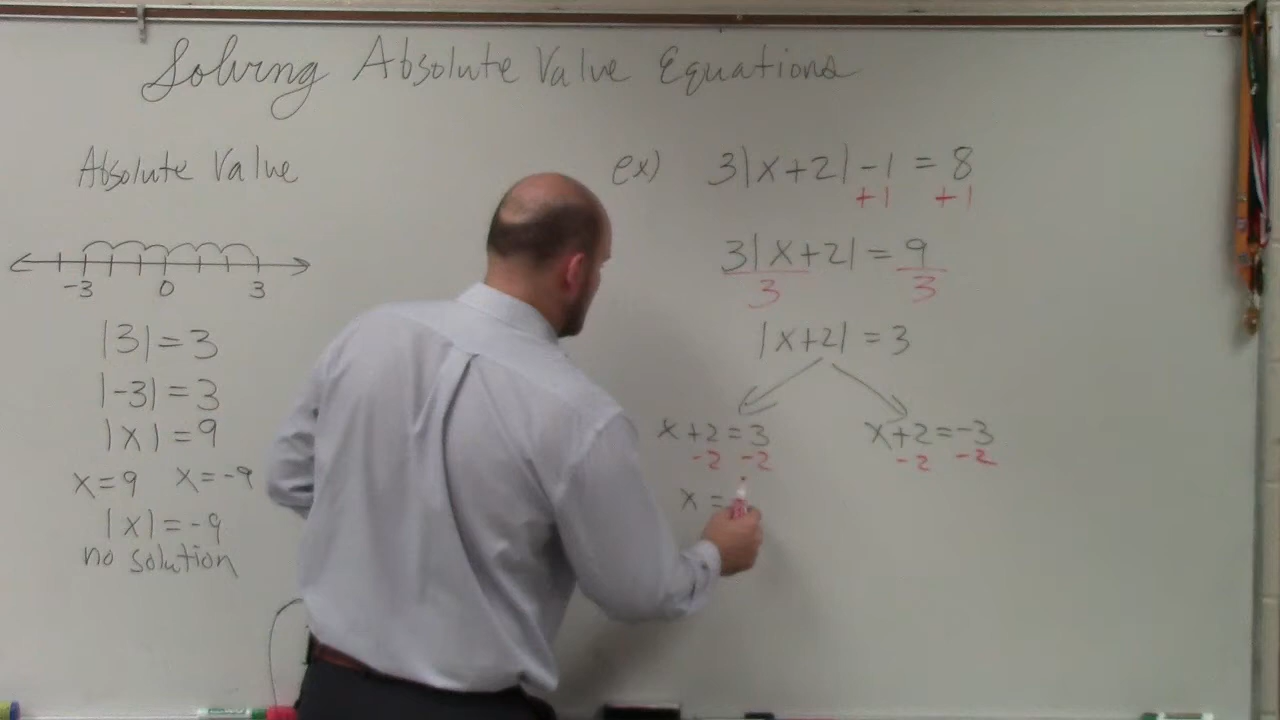 Solving Absolute Value Equations
Absolute Value
-3 0 3
|3| = 3
|-3| = 3
|x| = 9
x = 9 x = -9
|x| = -9
no solution
ex) 3|x+2| -1 = 8
+1 +1
3|x+2| = 9
3 3
|x+2| = 3
x+2 = 3 x+2 = -3
-2 -2 -2 -2
x =